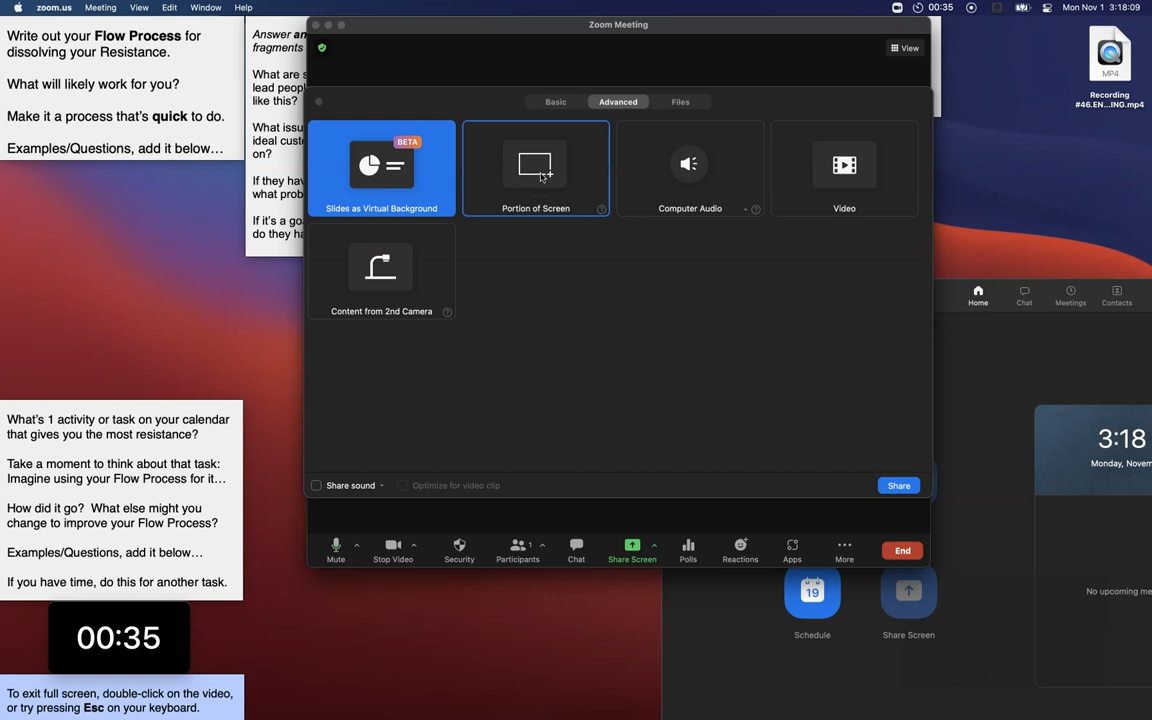 zoom.us Meeting View Edit Window Help
00:35
Mon Nov 1 3:18:09
Write out your Flow Process for
dissolving your Resistance.
What will likely work for you?
Make it a process that's quick to do.
Examples/Questions, add it below...
Answer an
fragments
What are s
lead peopl
like this?
What issu
ideal custo
on?
If they hav
what prob
If it's a goa
do they ha
Zoom Meeting
View
Basic
Advanced
Files
BETA
Slides as Virtual Background
Portion of Screen
Computer Audio
Video
Content from 2nd Camera
Share sound
Optimize for video clip
Share
Mute
Stop Video
Security
1
Participants
Chat
Share Screen
Polls
Reactions
Apps
More
End
MP4
Recording
#46.EN...ING.mp4
Home
Chat
Meetings
Contacts
3:18
Monday, Novem
No upcoming me
19
Schedule
Share Screen
What's 1 activity or task on your calendar
that gives you the most resistance?
Take a moment to think about that task:
Imagine using your Flow Process for it...
How did it go? What else might you
change to improve your Flow Process?
Examples/Questions, add it below...
If you have time, do this for another task.
00:35
To exit full screen, double-click on the video,
or try pressing Esc on your keyboard.